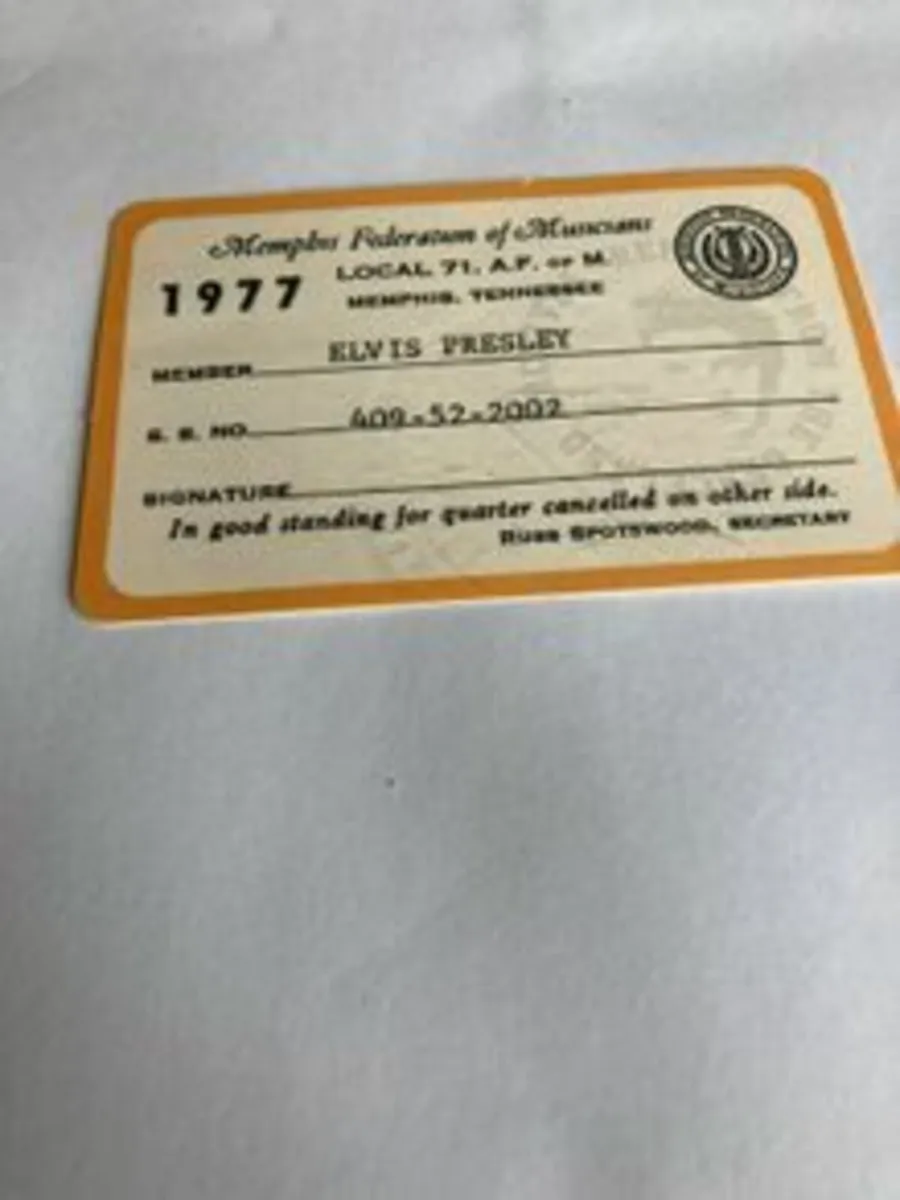 Memphis Federation of Musicians
1977
LOCAL 71, A.F. OF M.
MEMPHIS, TENNESSEE
MEMBER ELVIS PRESLEY
S. S. NO. 409-52-2002
SIGNATURE
In good standing for quarter cancelled on other side.
RUSS SPOTSWOOD, SECRETARY